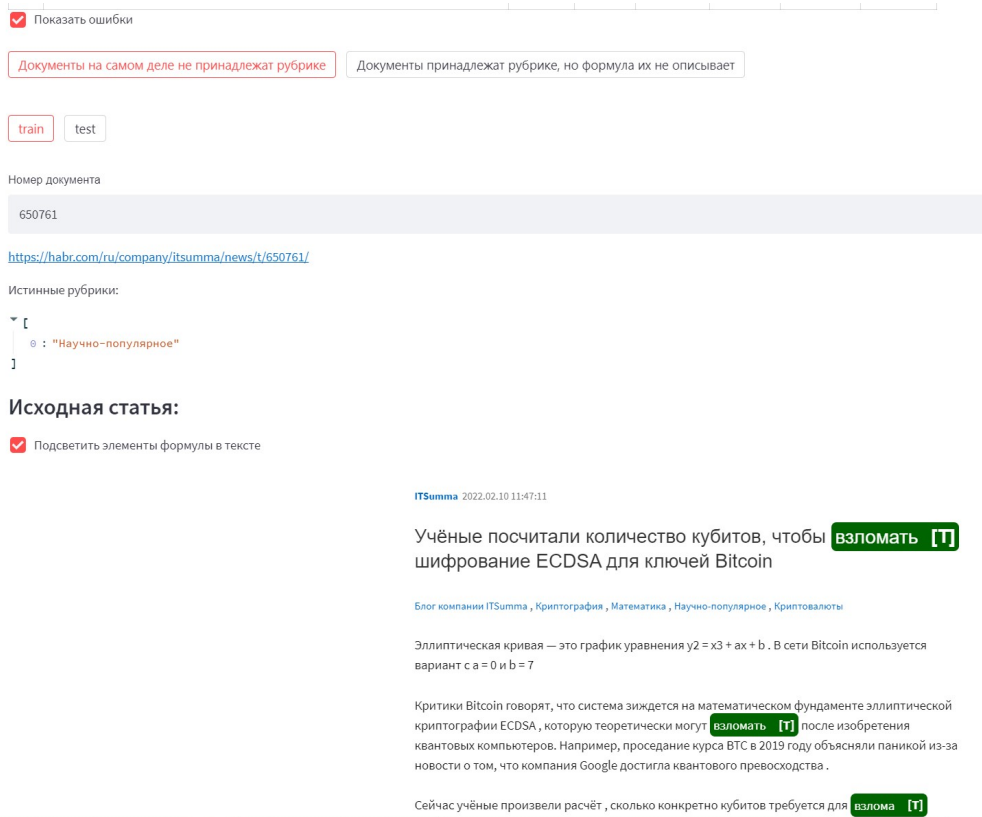 Показать ошибки
Документы на самом деле не принадлежат рубрике
Документы принадлежат рубрике, но формула их не описывает
train
test
Номер документа
650761
https://habr.com/ru/company/itsumma/news/t/650761/
Истинные рубрики:
[
0 : "Научно-популярное"
]
Исходная статья:
Подсветить элементы формулы в тексте
ITSumma 2022.02.10 11:47:11
Учёные посчитали количество кубитов, чтобы взломать [T]
шифрование ECDSA для ключей Bitcoin
Блог компании ITSumma , Криптография , Математика , Научно-популярное , Криптовалюты
Эллиптическая кривая — это график уравнения y2 = x3 + ax + b . В сети Bitcoin используется
вариант с a = 0 и b = 7
Критики Bitcoin говорят, что система зиждется на математическом фундаменте эллиптической
криптографии ECDSA , которую теоретически могут взломать [T] после изобретения
квантовых компьютеров. Например, проседание курса BTC в 2019 году объясняли паникой из-за
новости о том, что компания Google достигла квантового превосходства .
Сейчас учёные произвели расчёт , сколько конкретно кубитов требуется для взлома [T]